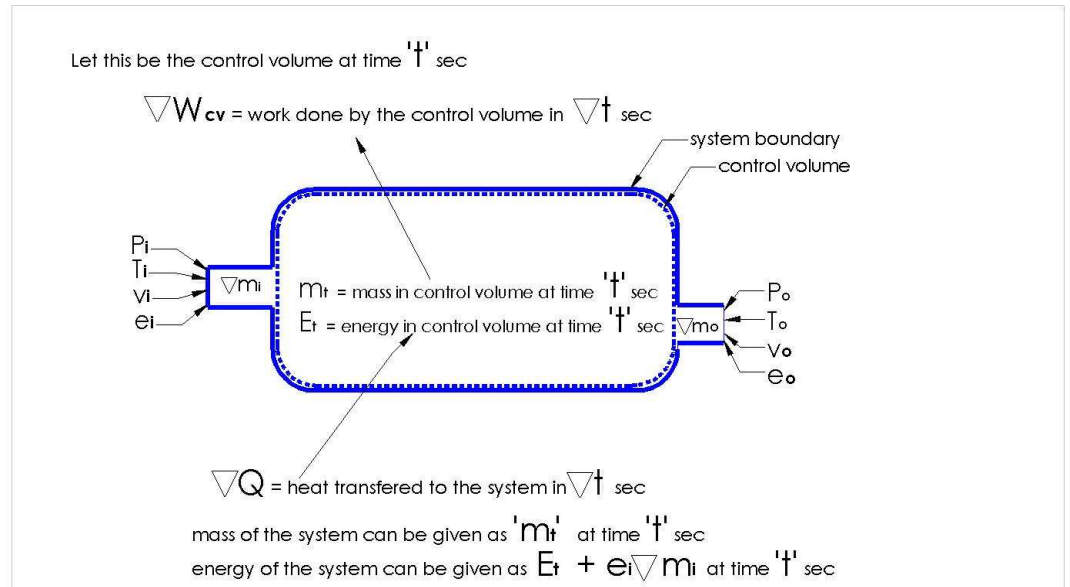 Let this be the control volume at time 't' sec
▽Wcv = work done by the control volume in ▽t sec
system boundary
control volume
Pi
Ti
vi
ei
▽mi
mt = mass in control volume at time 't' sec
Et = energy in control volume at time 't' sec
▽mo
Po
To
vo
eo
▽Q = heat transfered to the system in ▽t sec
mass of the system can be given as 'mt' at time 't' sec
energy of the system can be given as Et + ei▽mi at time 't' sec